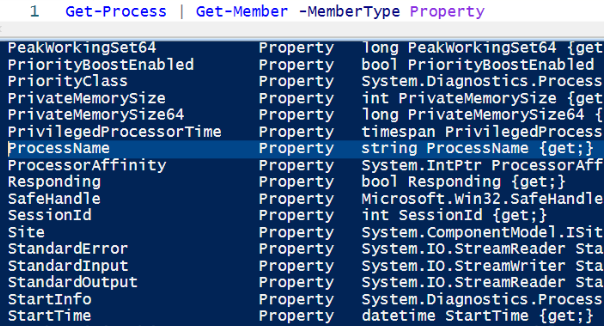 1 Get-Process | Get-Member -MemberType Property
PeakWorkingSet64 Property long PeakWorkingSet64 {get
PriorityBoostEnabled Property bool PriorityBoostEnabled
PriorityClass Property System.Diagnostics.Process
PrivateMemorySize Property int PrivateMemorySize {get;
PrivateMemorySize64 Property long PrivateMemorySize64 {
PrivilegedProcessorTime Property timespan PrivilegedProcess
ProcessName Property string ProcessName {get;}
ProcessorAffinity Property System.IntPtr ProcessorAff
Responding Property bool Responding {get;}
SafeHandle Property Microsoft.Win32.SafeHandle
SessionId Property int SessionId {get;}
Site Property System.ComponentModel.ISit
StandardError Property System.IO.StreamReader Sta
StandardInput Property System.IO.StreamWriter Sta
StandardOutput Property System.IO.StreamReader Sta
StartInfo Property System.Diagnostics.Process
StartTime Property datetime StartTime {get;}